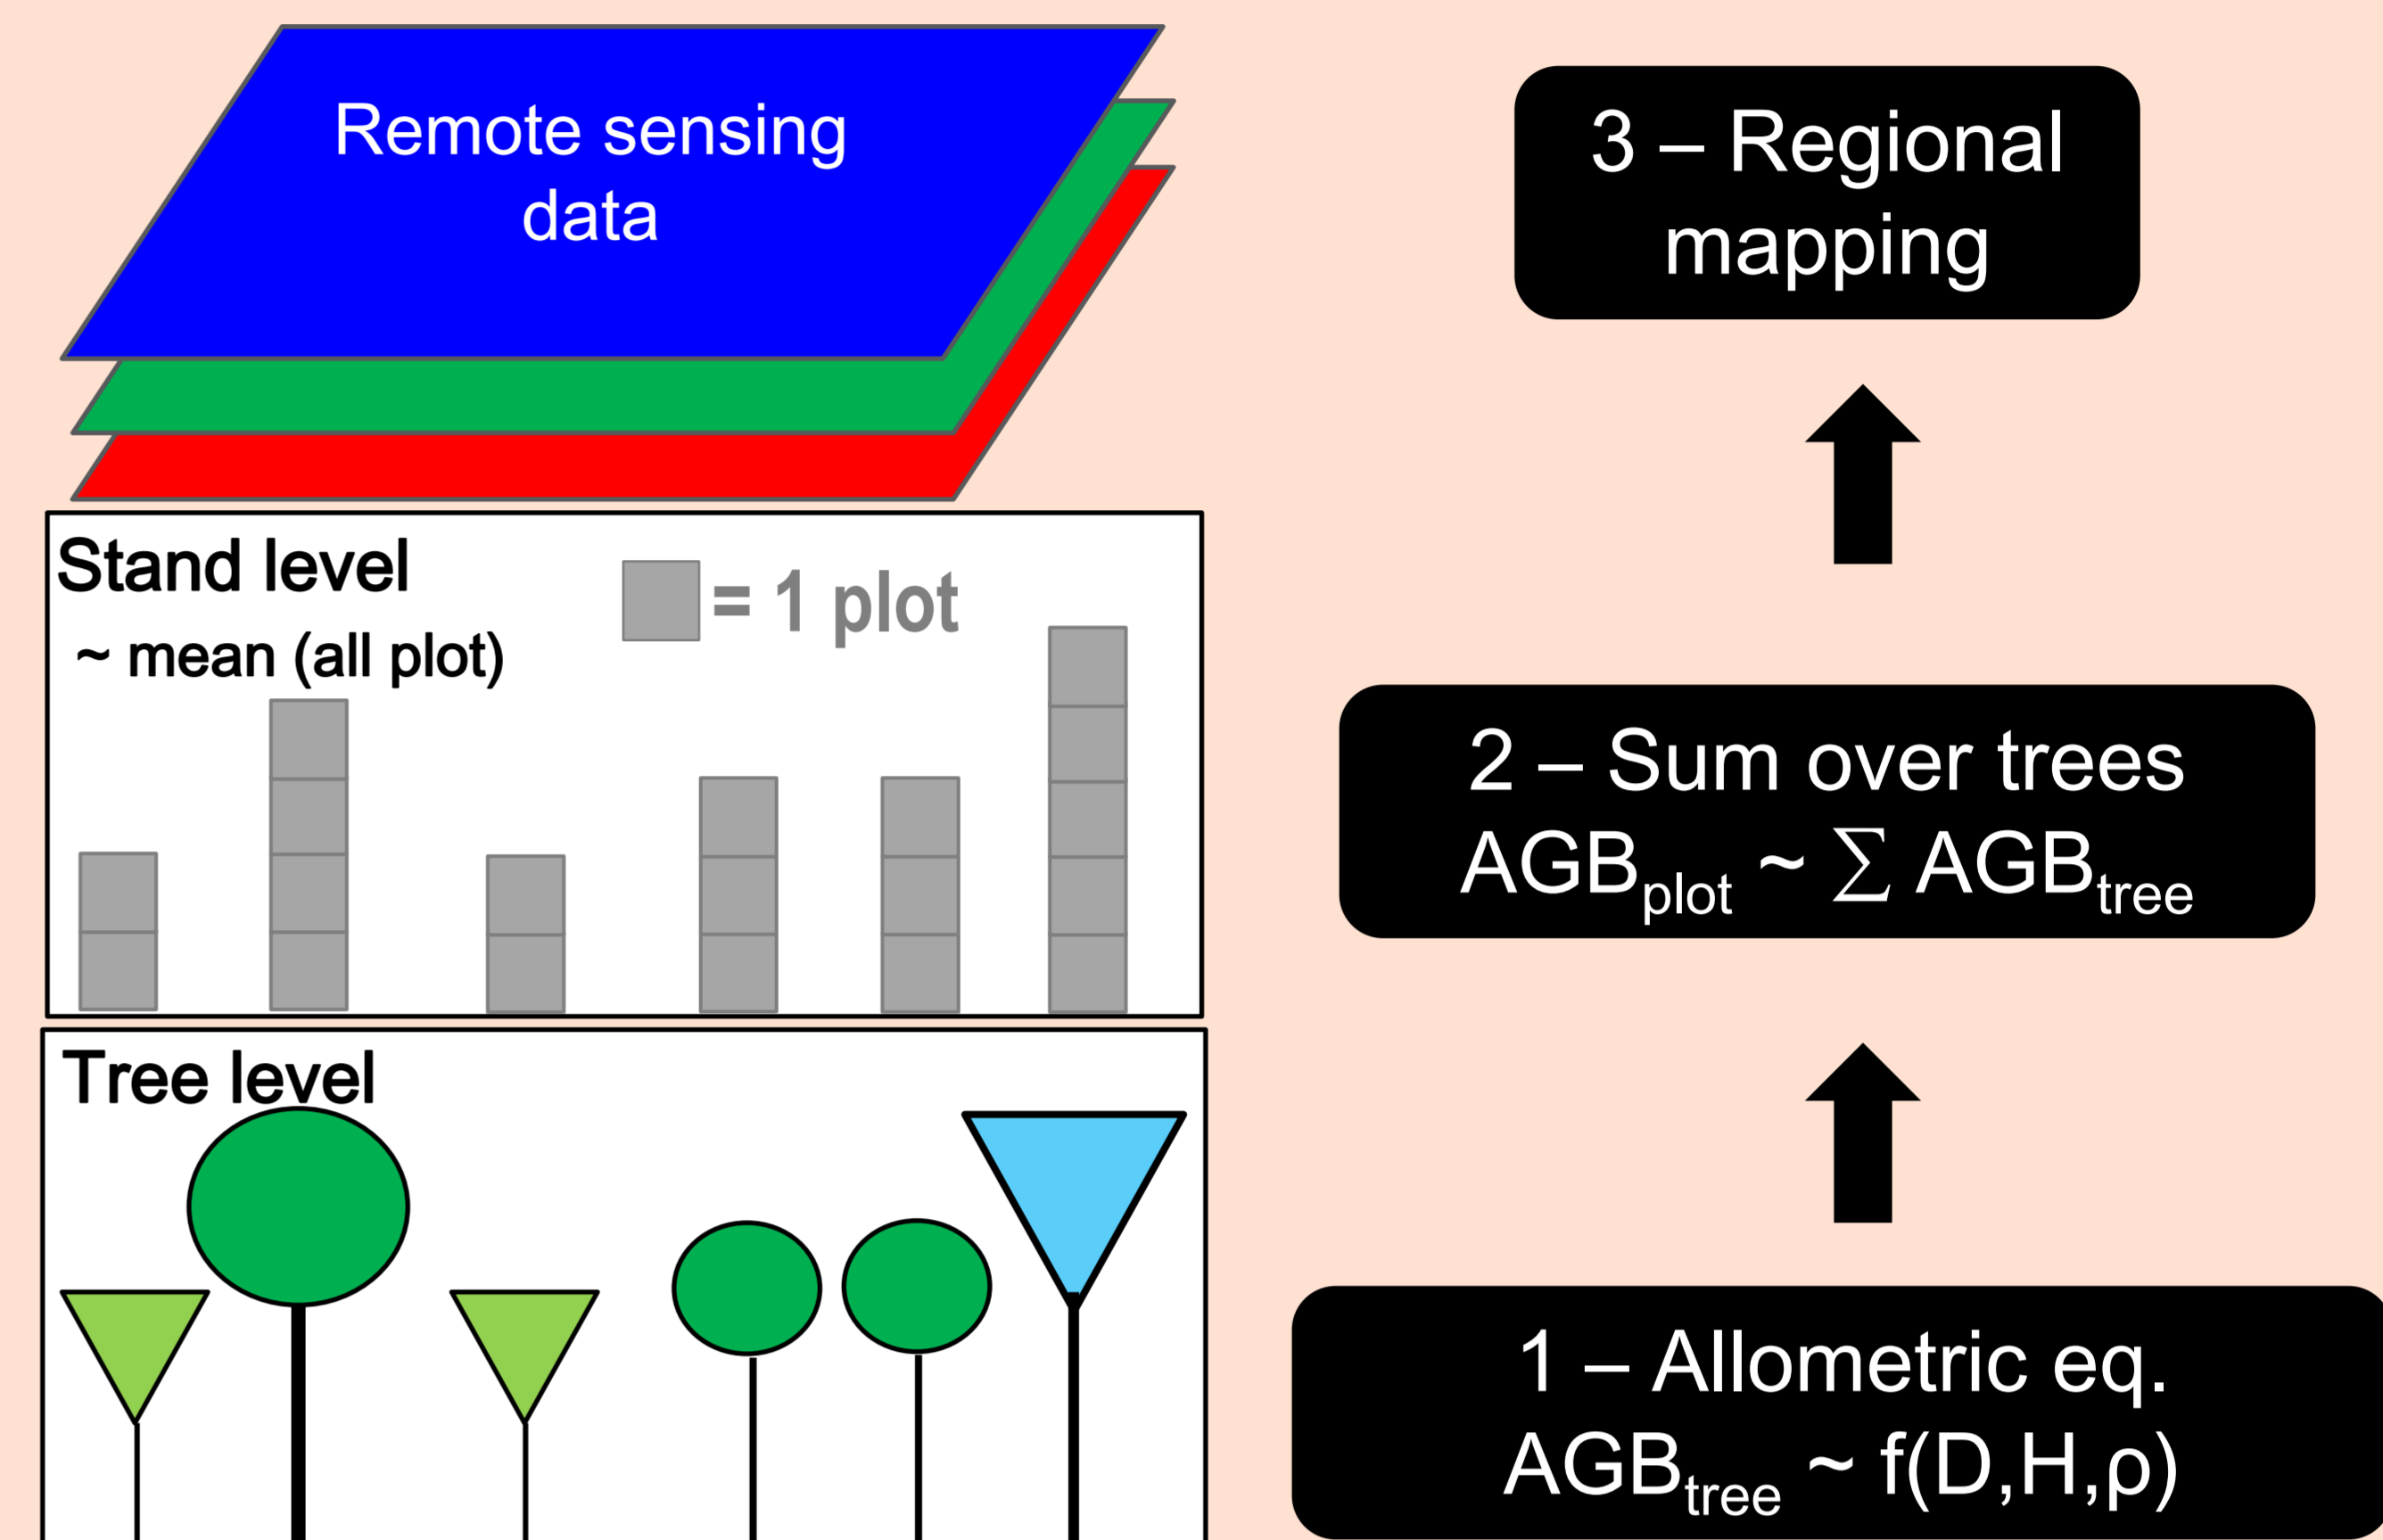 Remote sensing
data
Stand level
~ mean (all plot)
= 1 plot
Tree level
3 – Regional
mapping
2 – Sum over trees
AGBplot ~ ∑ AGBtree
1 – Allometric eq.
AGBtree ~ f(D,H,ρ)